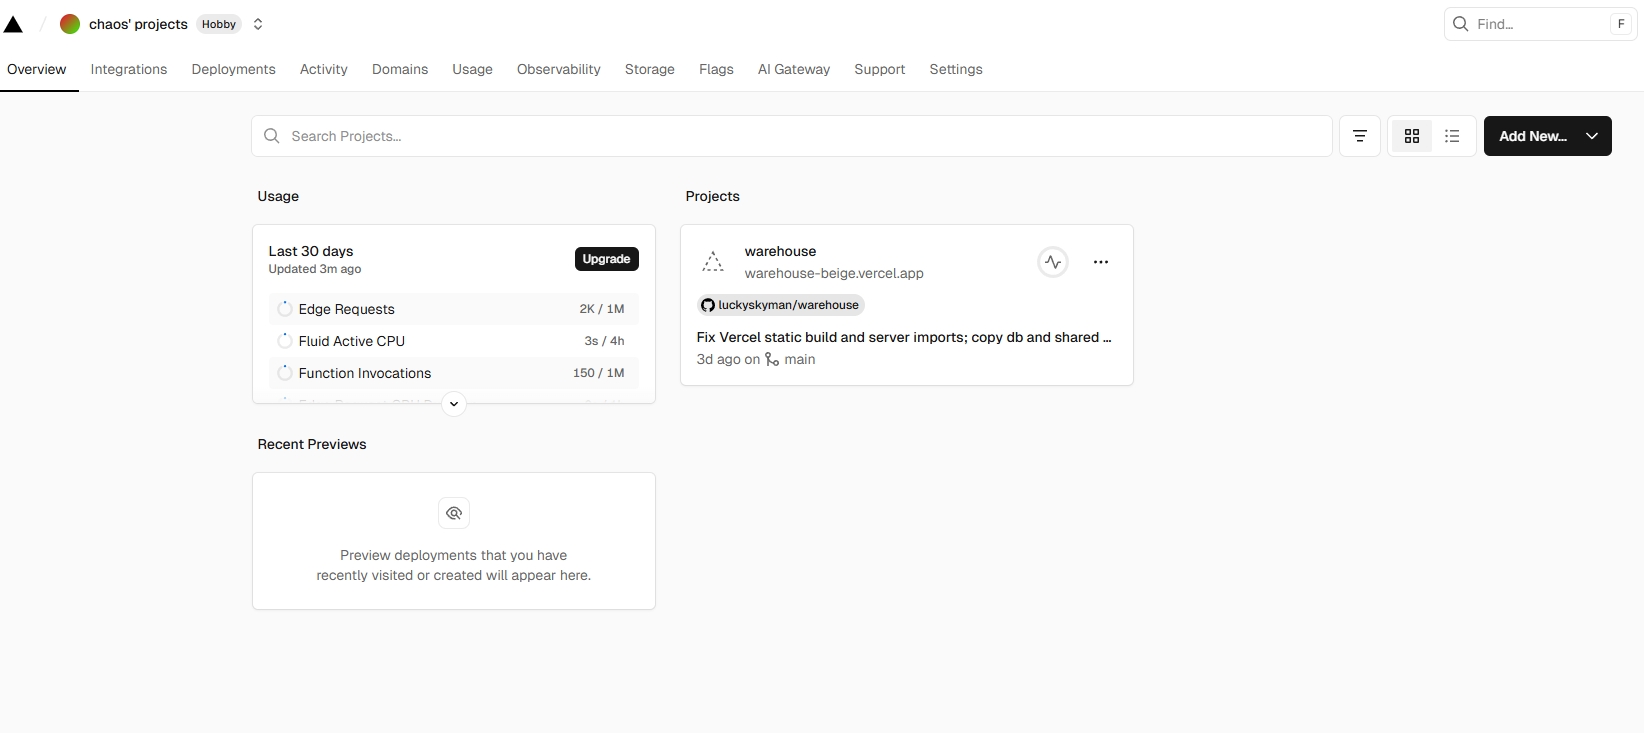 chaos' projects Hobby
Find... F
Overview Integrations Deployments Activity Domains Usage Observability Storage Flags AI Gateway Support Settings
Search Projects...
Add New...
Usage
Last 30 days
Updated 3m ago
Upgrade
Edge Requests 2K / 1M
Fluid Active CPU 3s / 4h
Function Invocations 150 / 1M
Recent Previews
Preview deployments that you have
recently visited or created will appear here.
Projects
warehouse
warehouse-beige.vercel.app
luckyskyman/warehouse
Fix Vercel static build and server imports; copy db and shared ...
3d ago on main